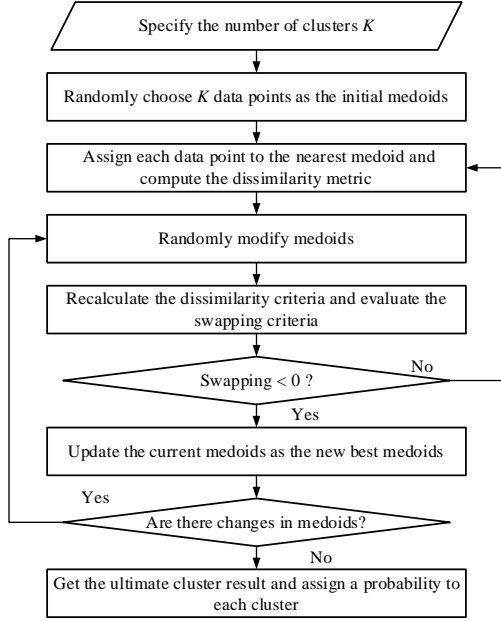 Specify the number of clusters K
Randomly choose K data points as the initial medoids
Assign each data point to the nearest medoid and
compute the dissimilarity metric
Randomly modify medoids
Recalculate the dissimilarity criteria and evaluate the
swapping criteria
Swapping < 0 ?
No
Yes
Update the current medoids as the new best medoids
Yes
Are there changes in medoids?
No
Get the ultimate cluster result and assign a probability to
each cluster